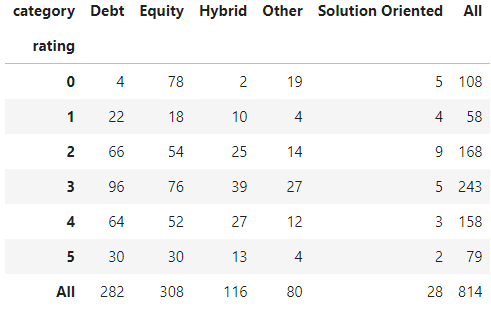 category Debt Equity Hybrid Other Solution Oriented All
rating
0 4 78 2 19 5 108
1 22 18 10 4 4 58
2 66 54 25 14 9 168
3 96 76 39 27 5 243
4 64 52 27 12 3 158
5 30 30 13 4 2 79
All 282 308 116 80 28 814